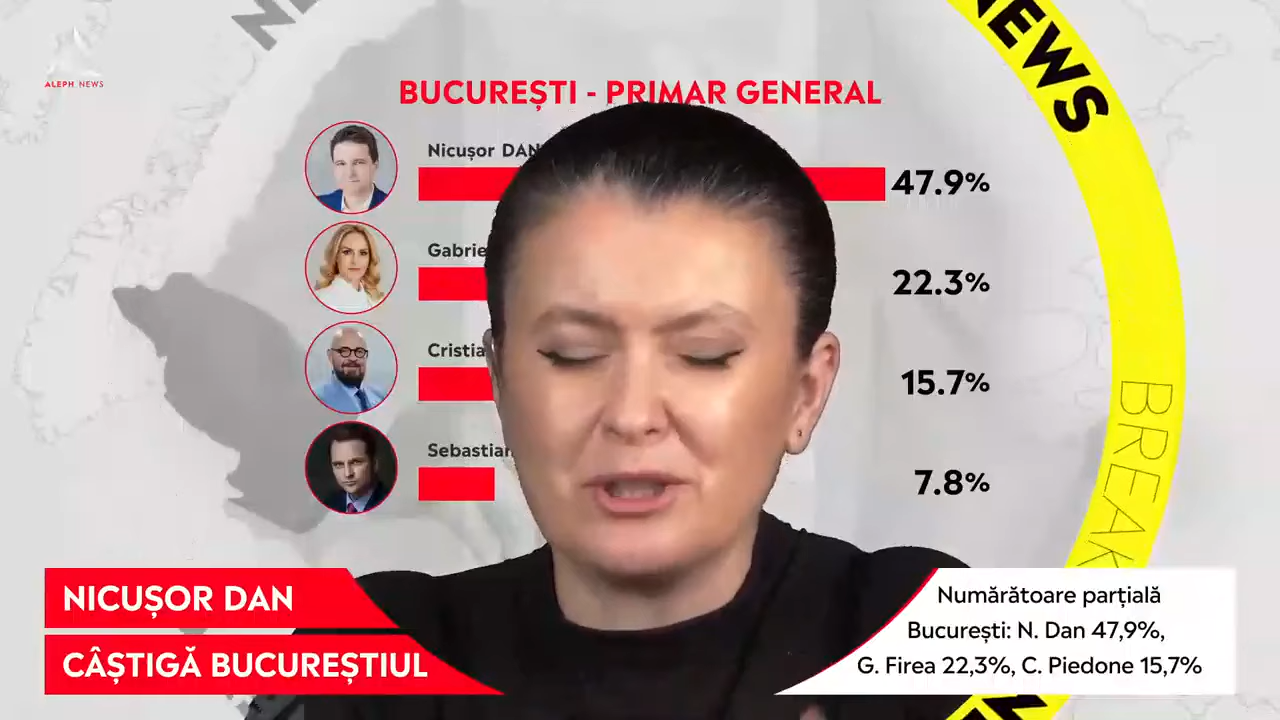 NEWS
ALEPH NEWS
BUCUREȘTI - PRIMAR GENERAL
Nicușor DAN
47.9%
22.3%
15.7%
Sebastian
7.8%
BREAK
NICUȘOR DAN
CÂȘTIGĂ BUCUREȘTIUL
Numărătoare parțială
București: N. Dan 47,9%,
G. Firea 22,3%, C. Piedone 15,7%